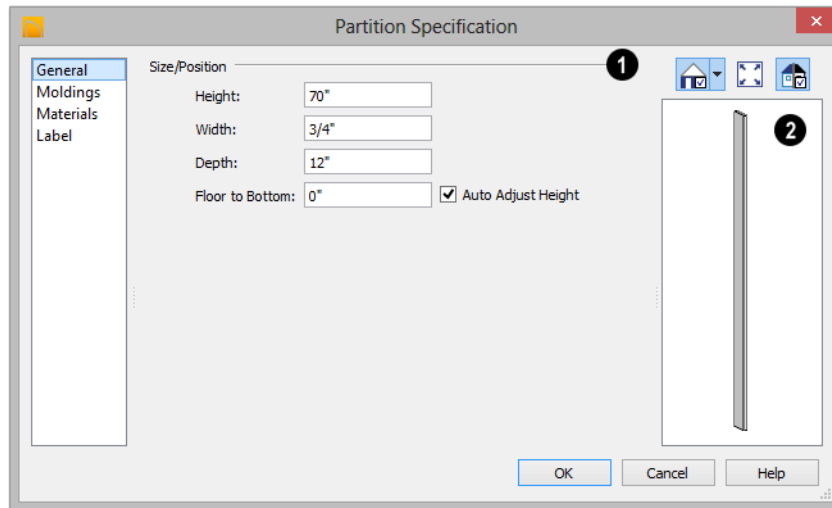 Partition Specification
General
Moldings
Materials
Label
Size/Position
1
Height: 70"
Width: 3/4"
Depth: 12"
Floor to Bottom: 0" Auto Adjust Height
2
OK Cancel Help